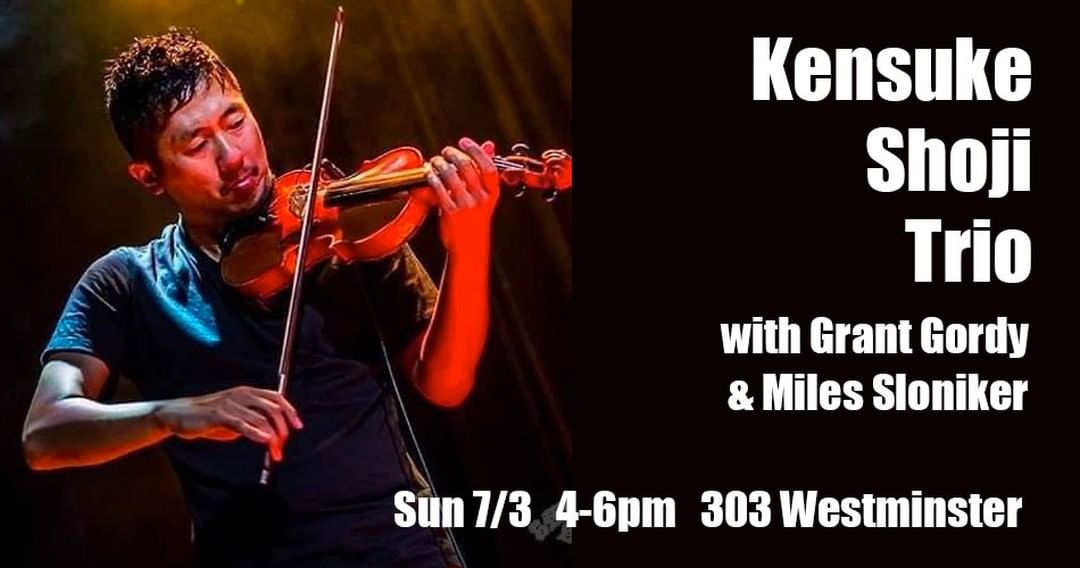 Kensuke
Shoji
Trio
with Grant Gordy
& Miles Sloniker
Sun 7/3 4-6pm 303 Westminster